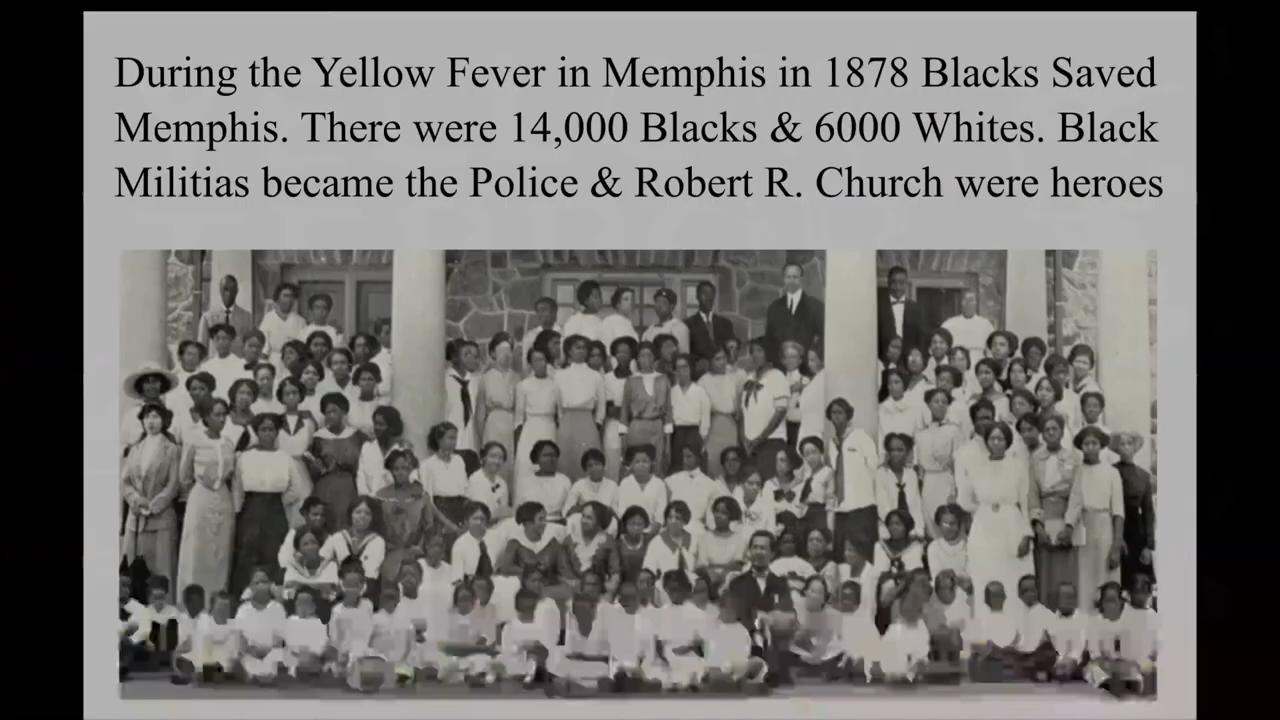 During the Yellow Fever in Memphis in 1878 Blacks Saved
Memphis. There were 14,000 Blacks & 6000 Whites. Black
Militias became the Police & Robert R. Church were heroes